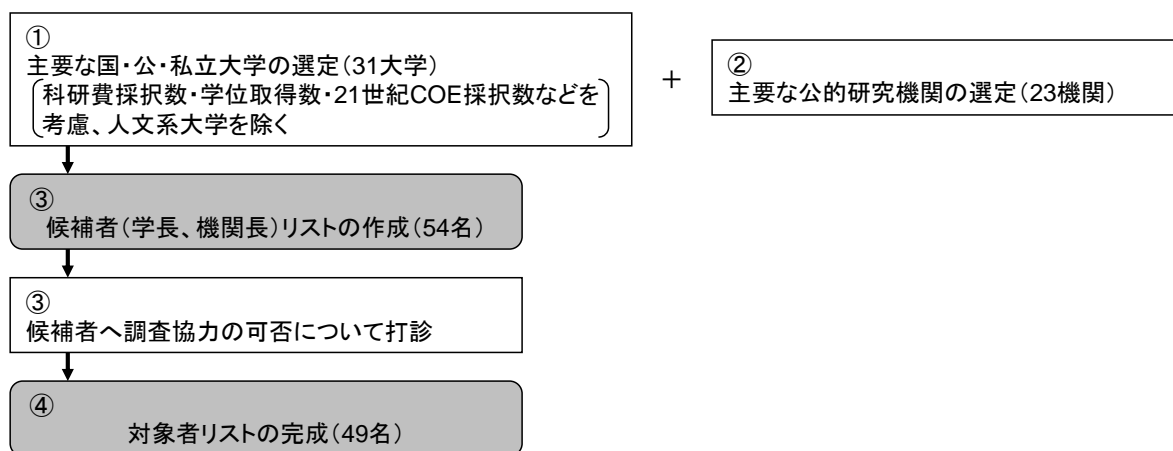 ①
主要な国・公・私立大学の選定(31大学)
科研費採択数・学位取得数・21世紀COE採択数などを
考慮、人文系大学を除く
+
②
主要な公的研究機関の選定(23機関)
③
候補者(学長、機関長)リストの作成(54名)
③
候補者へ調査協力の可否について打診
④
対象者リストの完成(49名)